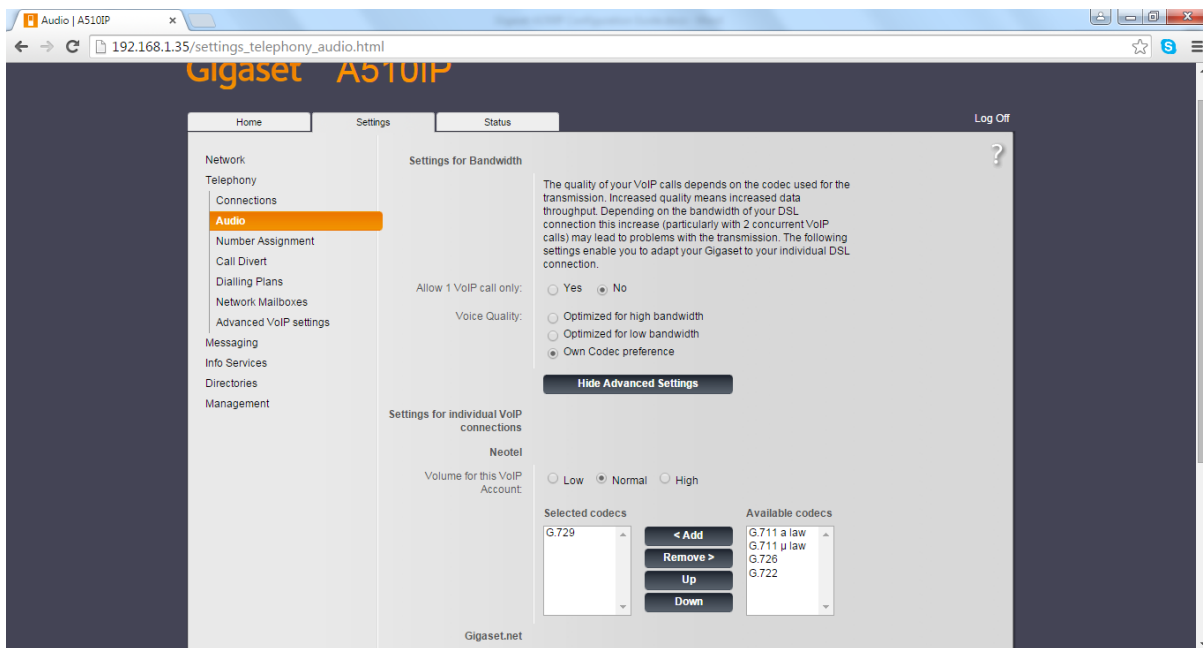 Audio | A510IP
192.168.1.35/settings_telephony_audio.html
Gigaset A510IP
Home Settings Status Log Off
?
Network
Telephony
Connections
Audio
Number Assignment
Call Divert
Dialling Plans
Network Mailboxes
Advanced VoIP settings
Messaging
Info Services
Directories
Management
Settings for Bandwidth
The quality of your VoIP calls depends on the codec used for the
transmission. Increased quality means increased data
throughput. Depending on the bandwidth of your DSL
connection this increase (particularly with 2 concurrent VoIP
calls) may lead to problems with the transmission. The following
settings enable you to adapt your Gigaset to your individual DSL
connection.
Allow 1 VoIP call only: Yes No
Voice Quality: Optimized for high bandwidth
Optimized for low bandwidth
Own Codec preference
Hide Advanced Settings
Settings for individual VoIP
connections
Neotel
Volume for this VoIP
Account:
Low Normal High
Selected codecs
G.729
< Add
Remove >
Up
Down
Available codecs
G.711 a law
G.711 µ law
G.726
G.722
Gigaset.net